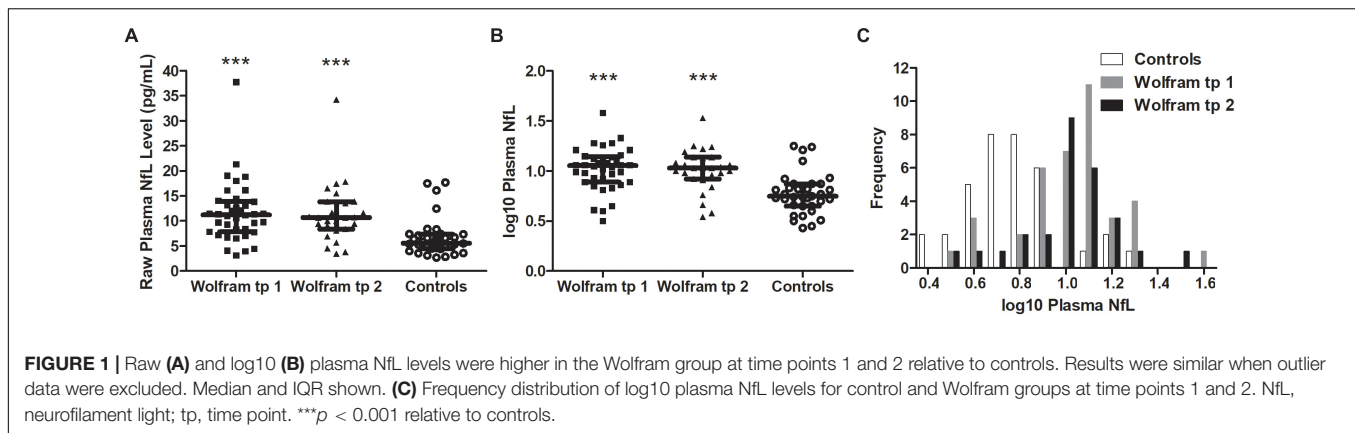 A
Raw Plasma NfL Level (pg/mL)
40
35
30
25
20
15
10
5
0
***
***
Wolfram tp 1
Wolfram tp 2
Controls
B
log10 Plasma NfL
2.0
1.5
1.0
0.5
0.0
***
***
Wolfram tp 1
Wolfram tp 2
Controls
C
Controls
Wolfram tp 1
Wolfram tp 2
Frequency
12
10
8
6
4
2
0
0.4
0.6
0.8
1.0
1.2
1.4
1.6
log10 Plasma NfL
FIGURE 1 | Raw (A) and log10 (B) plasma NfL levels were higher in the Wolfram group at time points 1 and 2 relative to controls. Results were similar when outlier
data were excluded. Median and IQR shown. (C) Frequency distribution of log10 plasma NfL levels for control and Wolfram groups at time points 1 and 2. NfL,
neurofilament light; tp, time point. ***p < 0.001 relative to controls.